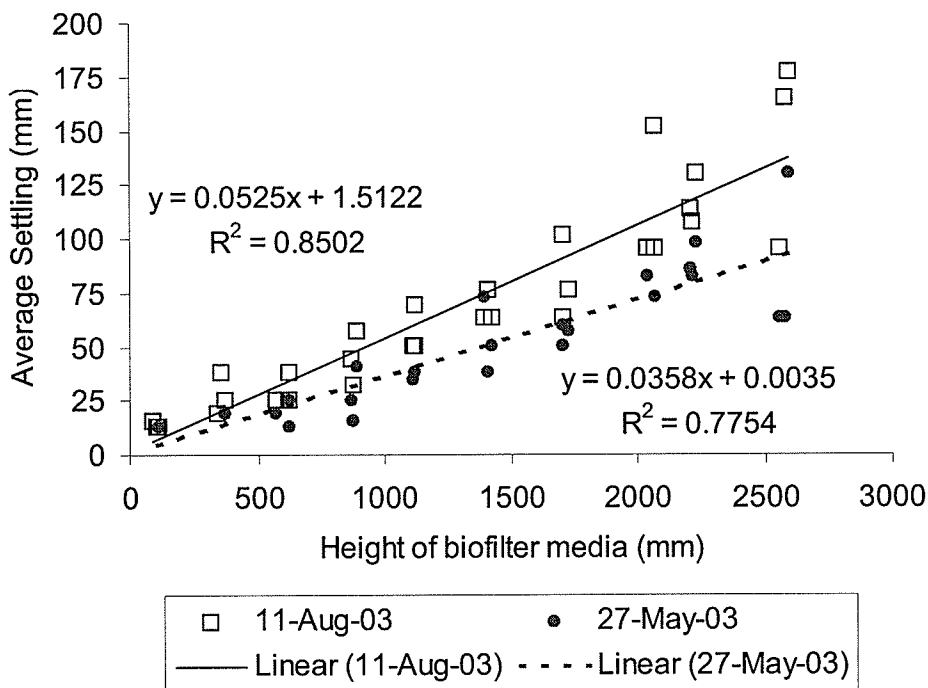 200
175
150
125
100
75
50
25
0
Average Settling (mm)
y = 0.0525x + 1.5122
R² = 0.8502
y = 0.0358x + 0.0035
R² = 0.7754
0 500 1000 1500 2000 2500 3000
Height of biofilter media (mm)
11-Aug-03 27-May-03
Linear (11-Aug-03) Linear (27-May-03)